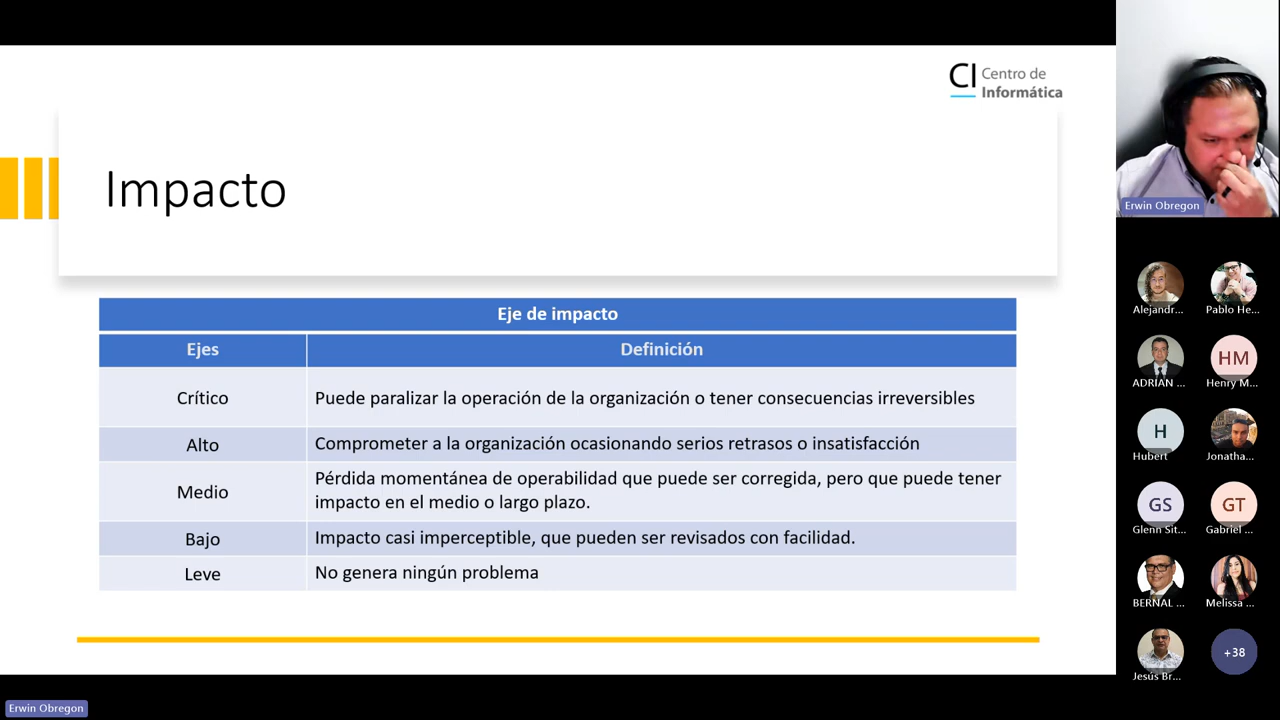 CI Centro de
Informática
Impacto
Eje de impacto
Ejes
Definición
Crítico
Puede paralizar la operación de la organización o tener consecuencias irreversibles
Alto
Comprometer a la organización ocasionando serios retrasos o insatisfacción
Medio
Pérdida momentánea de operabilidad que puede ser corregida, pero que puede tener
impacto en el medio o largo plazo.
Bajo
Impacto casi imperceptible, que pueden ser revisados con facilidad.
Leve
No genera ningún problema
Erwin Obregon
Alejandr...
Pablo He...
ADRÍAN ...
HM
Henry M...
H
Hubert
Jonatha...
GS
Glenn Sit...
GT
Gabriel ...
BERNAL ...
Melissa ...
Jesús Br...
+38
Erwin Obregon